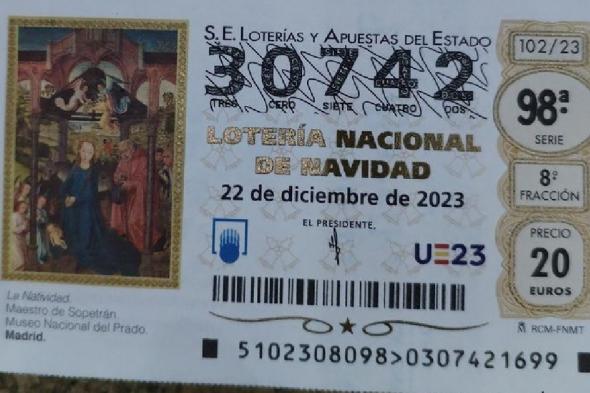 S.E. LOTERÍAS Y APUESTAS DEL ESTADO
30742
TRES CERO SIETE CUATRO DOS
LOTERÍA NACIONAL
DE NAVIDAD
22 de diciembre de 2023
EL PRESIDENTE,
UE23
102/23
98ª
SERIE
8ª
FRACCIÓN
PRECIO
20
EUROS
RCM-FNMT
La Natividad.
Maestro de Sopetrán.
Museo Nacional del Prado.
Madrid.
5102308098>0307421699